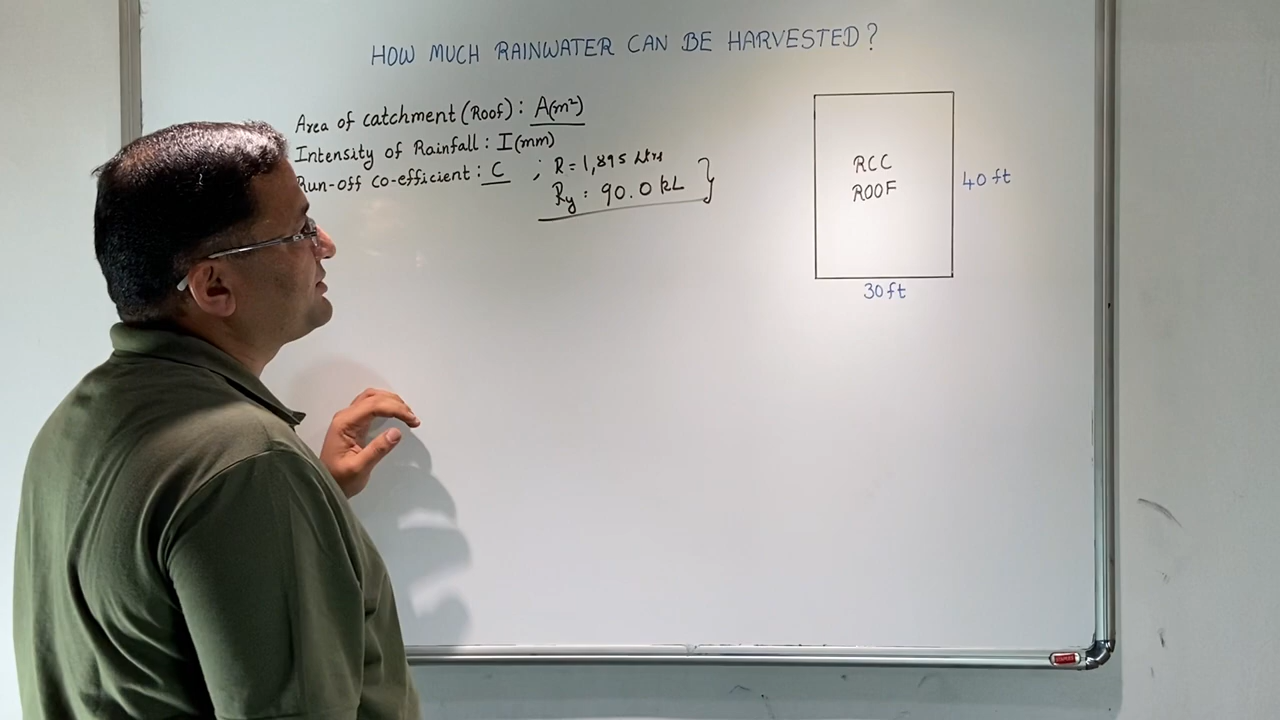 HOW MUCH RAINWATER CAN BE HARVESTED?
Area of catchment (Roof) : A(m²)
Intensity of Rainfall : I(mm)
Run-off co-efficient : C ; R = 1,895 Ltrs
Ry : 90.0 kL }
RCC
ROOF
40 ft
30 ft